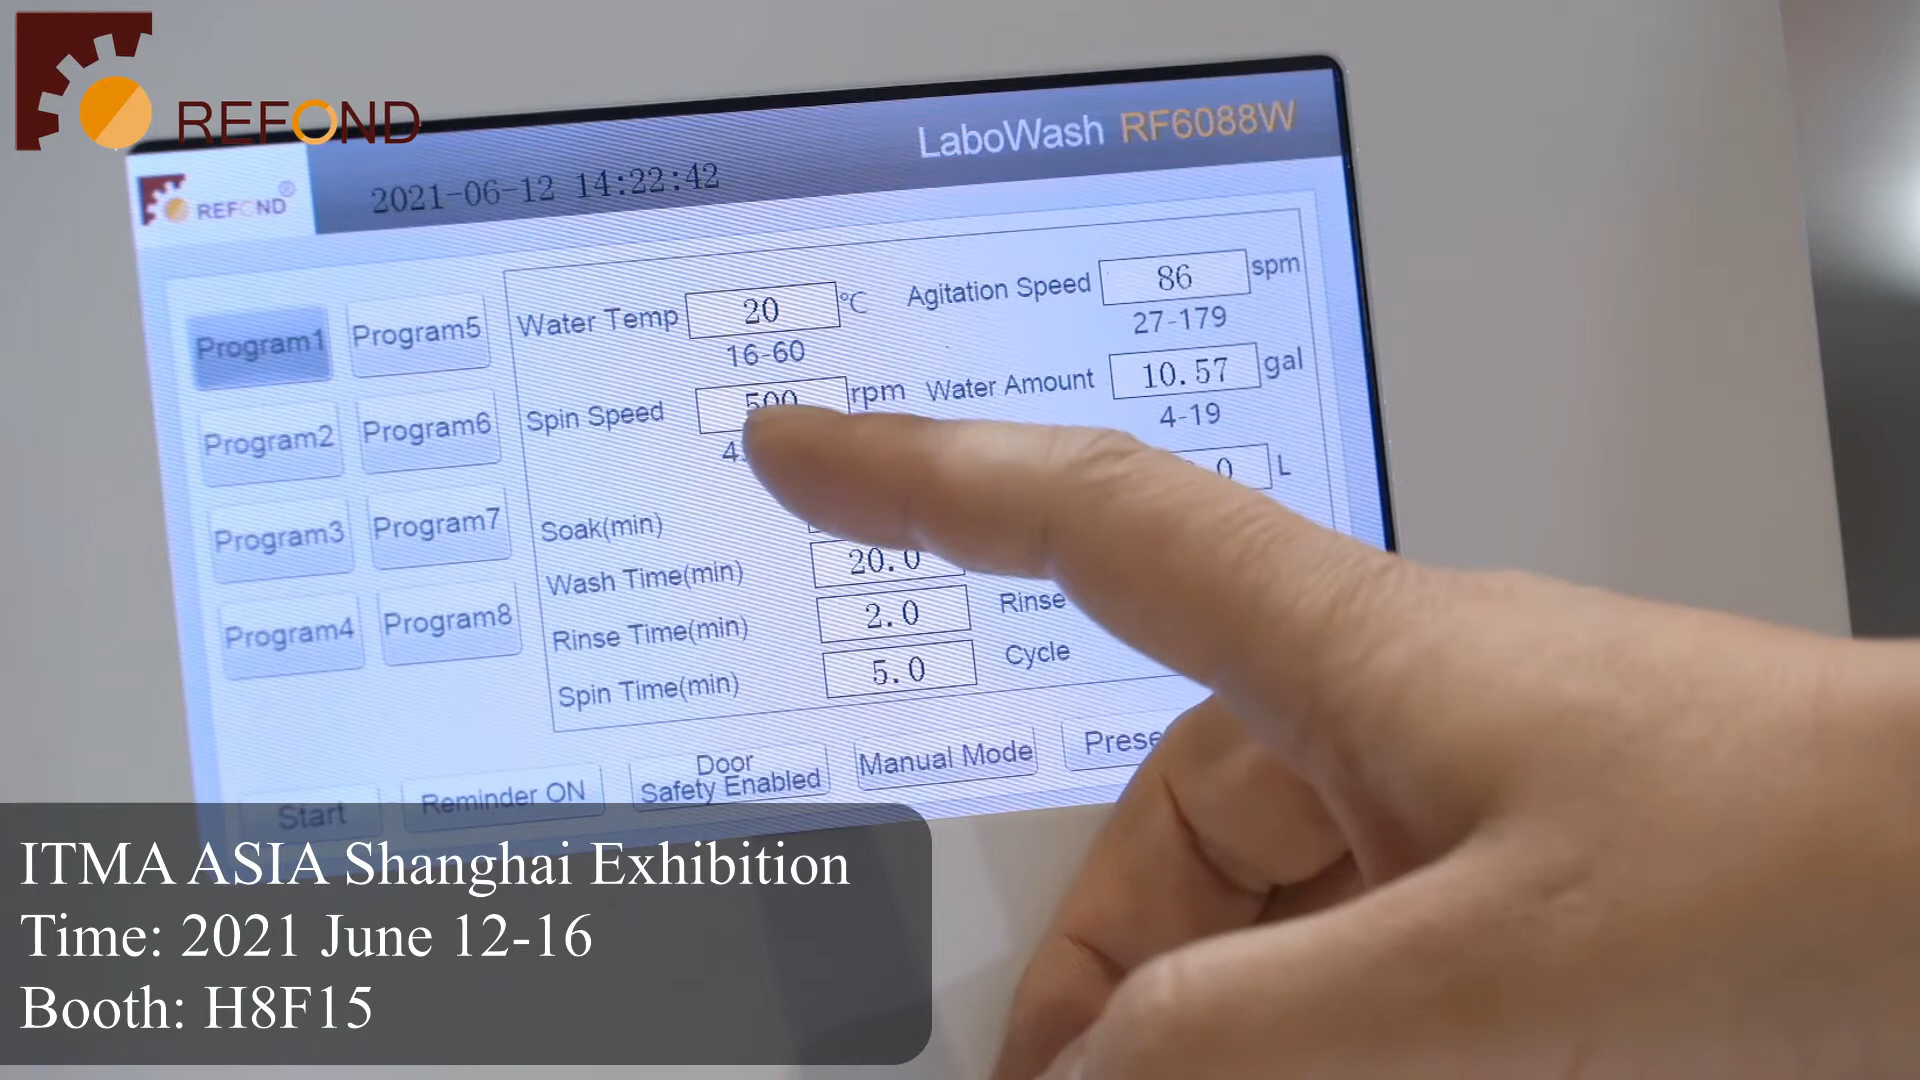 REFOND
LaboWash RF6088W
REFOND®
2021-06-12 14:22:42
Program1
Program5
Program2
Program6
Program3
Program7
Program4
Program8
Water Temp 20 °C
16-60
Agitation Speed 86 spm
27-179
Spin Speed 500 rpm
Water Amount 10.57 gal
4-19
L
Soak(min)
Wash Time(min) 20.0
Rinse Time(min) 2.0
Rinse
Spin Time(min) 5.0
Cycle
Start
Reminder ON
Door
Safety Enabled
Manual Mode
ITMA ASIA Shanghai Exhibition
Time: 2021 June 12-16
Booth: H8F15